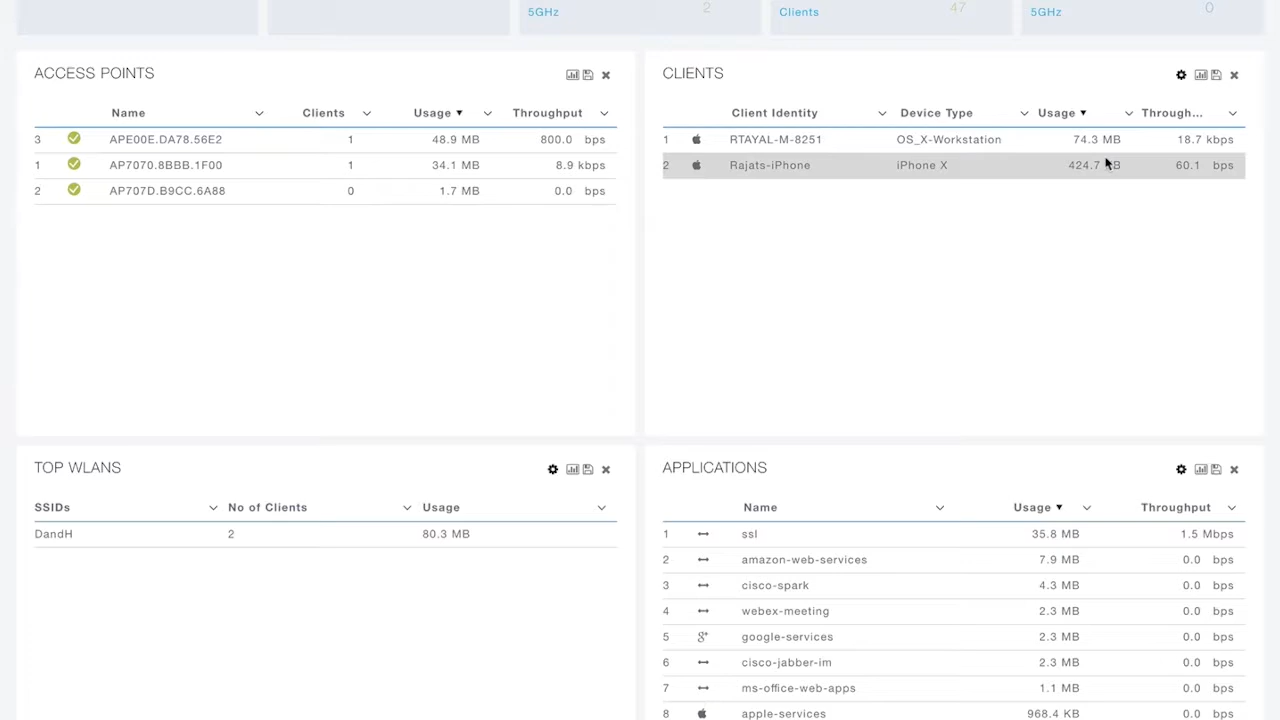 5GHz 2 Clients 47 5GHz 0
ACCESS POINTS
Name Clients Usage Throughput
3 APE00E.DA78.56E2 1 48.9 MB 800.0 bps
1 AP7070.8BBB.1F00 1 34.1 MB 8.9 kbps
2 AP707D.B9CC.6A88 0 1.7 MB 0.0 bps
CLIENTS
Client Identity Device Type Usage Through...
1 RTAYAL-M-8251 OS_X-Workstation 74.3 MB 18.7 kbps
2 Rajats-iPhone iPhone X 424.7 60.1 bps
TOP WLANS
SSIDs No of Clients Usage
DandH 2 80.3 MB
APPLICATIONS
Name Usage Throughput
1 ssl 35.8 MB 1.5 Mbps
2 amazon-web-services 7.9 MB 0.0 bps
3 cisco-spark 4.3 MB 0.0 bps
4 webex-meeting 2.3 MB 0.0 bps
5 g+ google-services 2.3 MB 0.0 bps
6 cisco-jabber-im 2.3 MB 0.0 bps
7 ms-office-web-apps 1.1 MB 0.0 bps
8 apple-services 968.4 KB 0.0 bps